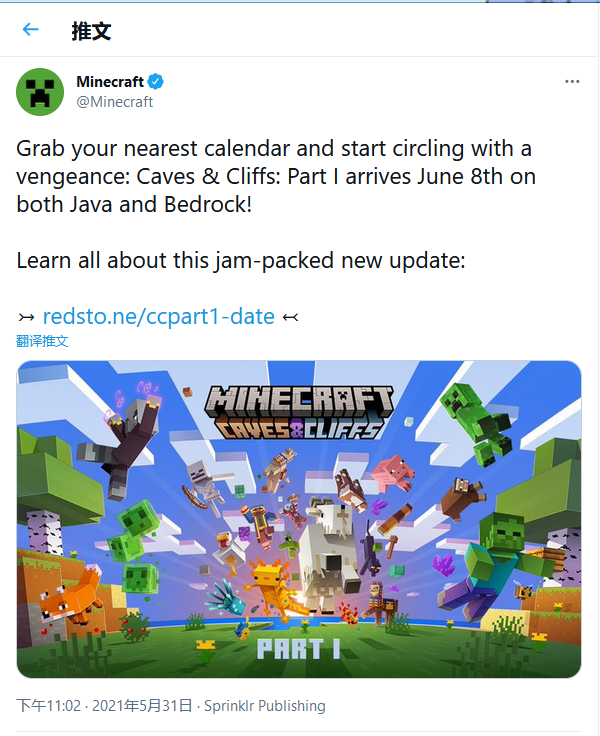 推文
Minecraft
@Minecraft
Grab your nearest calendar and start circling with a
vengeance: Caves & Cliffs: Part I arrives June 8th on
both Java and Bedrock!
Learn all about this jam-packed new update:
↣ redsto.ne/ccpart1-date ↢
翻译推文
MINECRAFT
CAVES & CLIFFS
PART I
下午11:02 · 2021年5月31日 · Sprinklr Publishing